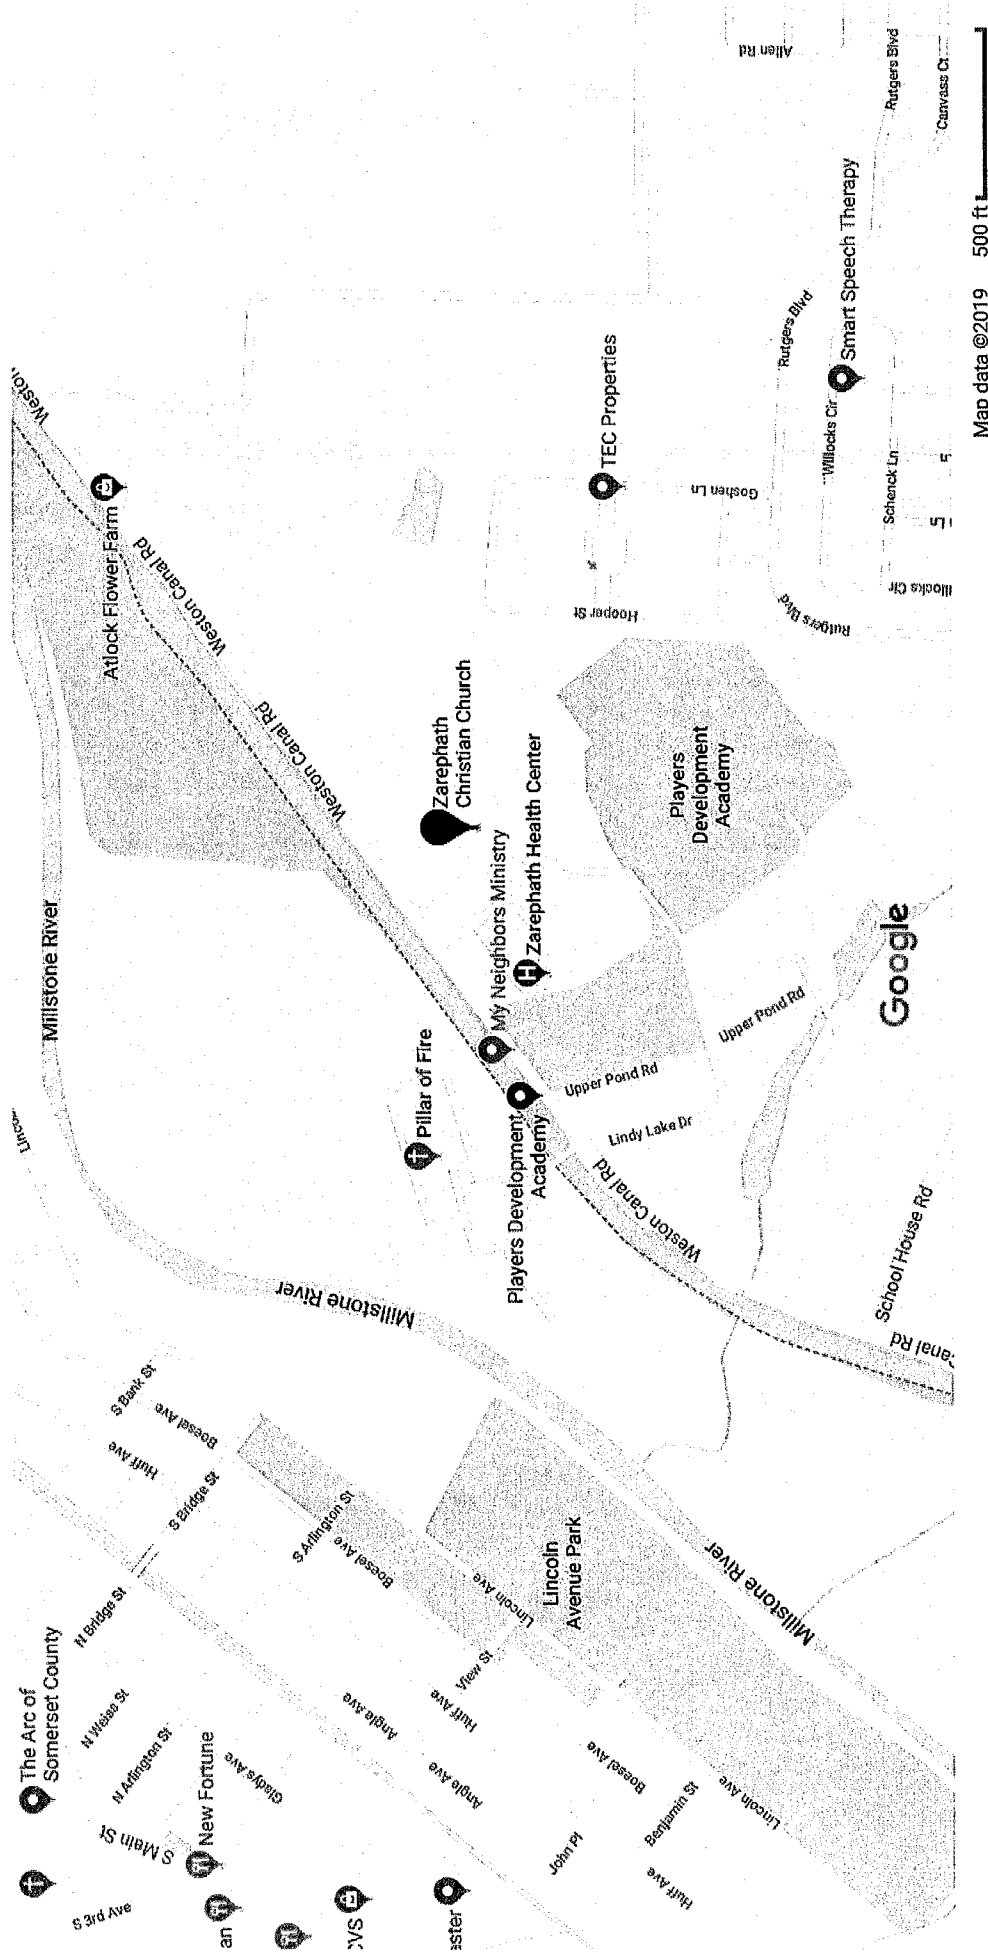 S 3rd Ave
The Arc of
Somerset County
S Main St
N Weiss St
N Bridge St
N Arlington St
New Fortune
Gladys Ave
an
CVS
aster
S Bridge St
Huff Ave
S Bank St
Boesel Ave
S Arlington St
Boesel Ave
Angle Ave
Angle Ave
Huff Ave
View St
Lincoln Ave
Lincoln
Avenue Park
John Pl
Boesel Ave
Benjamin St
Huff Ave
Lincoln Ave
Millstone River
Millstone River
Millstone River
Atlock Flower Farm
Weston Canal Rd
Weston Canal Rd
Weston Canal Rd
Pillar of Fire
Players Development
Academy
My Neighbors Ministry
Zarephath
Christian Church
Zarephath Health Center
Upper Pond Rd
Lindy Lake Dr
Weston Canal Rd
Upper Pond Rd
School House Rd
Players
Development
Academy
Hooper St
TEC Properties
Goshen Ln
Rutgers Blvd
Rutgers Blvd
Willocks Cir
Smart Speech Therapy
Schenck Ln
Allen Rd
Rutgers Blvd
Canvass Ct
Google
Map data ©2019 500 ft